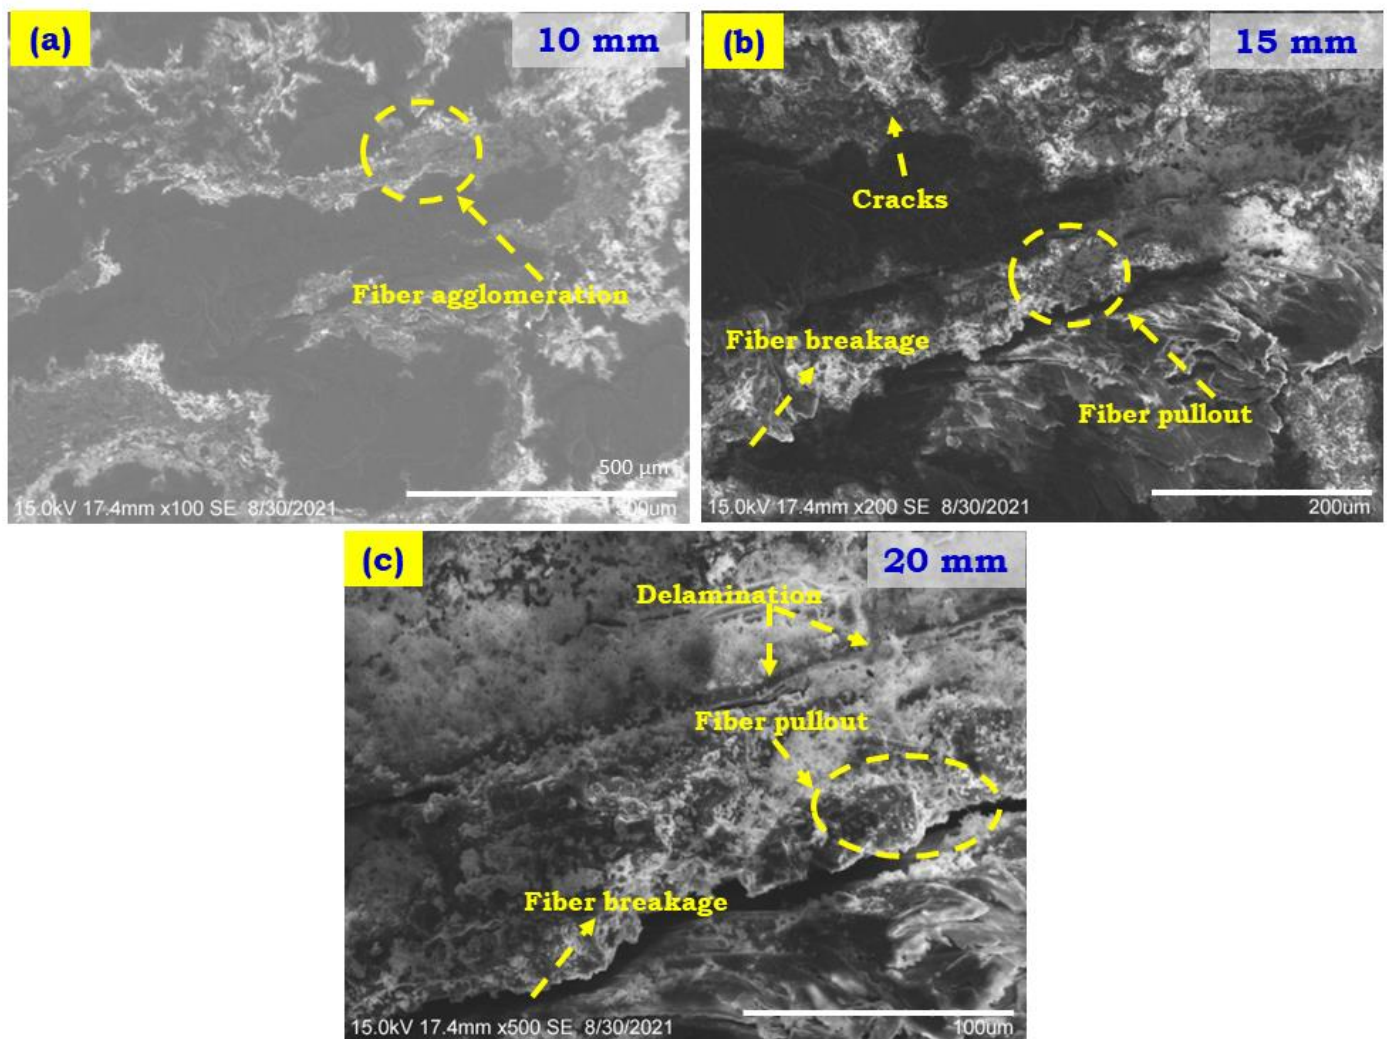 (a)
10 mm
Fiber agglomeration
500 μm
15.0kV 17.4mm x100 SE 8/30/2021
500um
(b)
15 mm
Cracks
Fiber breakage
Fiber pullout
15.0kV 17.4mm x200 SE 8/30/2021
200um
(c)
20 mm
Delamination
Fiber pullout
Fiber breakage
15.0kV 17.4mm x500 SE 8/30/2021
100um